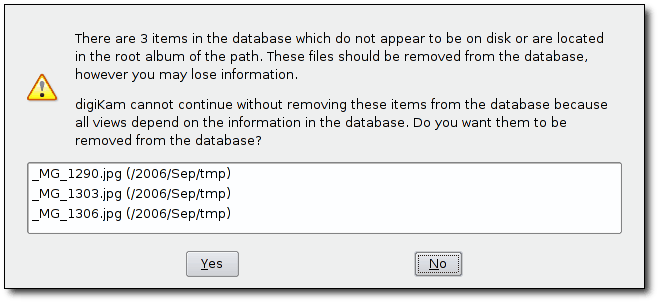 There are 3 items in the database which do not appear to be on disk or are located
in the root album of the path. These files should be removed from the database,
however you may lose information.
digiKam cannot continue without removing these items from the database because
all views depend on the information in the database. Do you want them to be
removed from the database?
_MG_1290.jpg (/2006/Sep/tmp)
_MG_1303.jpg (/2006/Sep/tmp)
_MG_1306.jpg (/2006/Sep/tmp)
Yes
No